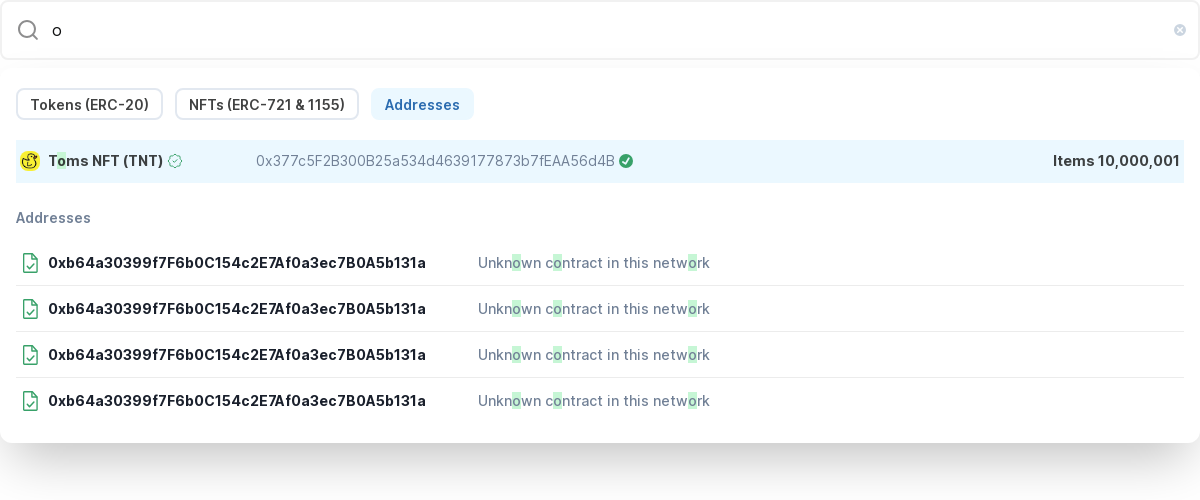 o
Tokens (ERC-20) NFTs (ERC-721 & 1155) Addresses
Toms NFT (TNT) 0x377c5F2B300B25a534d4639177873b7fEAA56d4B Items 10,000,001
Addresses
0xb64a30399f7F6b0C154c2E7Af0a3ec7B0A5b131a Unknown contract in this network
0xb64a30399f7F6b0C154c2E7Af0a3ec7B0A5b131a Unknown contract in this network
0xb64a30399f7F6b0C154c2E7Af0a3ec7B0A5b131a Unknown contract in this network
0xb64a30399f7F6b0C154c2E7Af0a3ec7B0A5b131a Unknown contract in this network